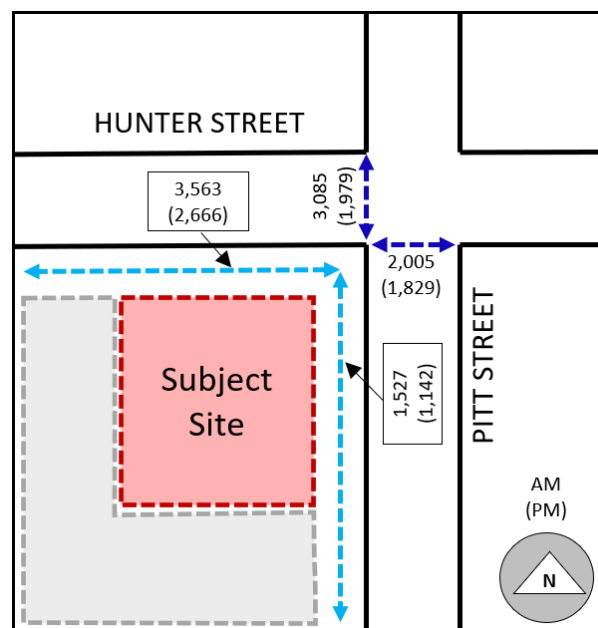 HUNTER STREET
3,563
(2,666)
3,085
(1,979)
2,005
(1,829)
Subject
Site
1,527
(1,142)
PITT STREET
AM
(PM)
N